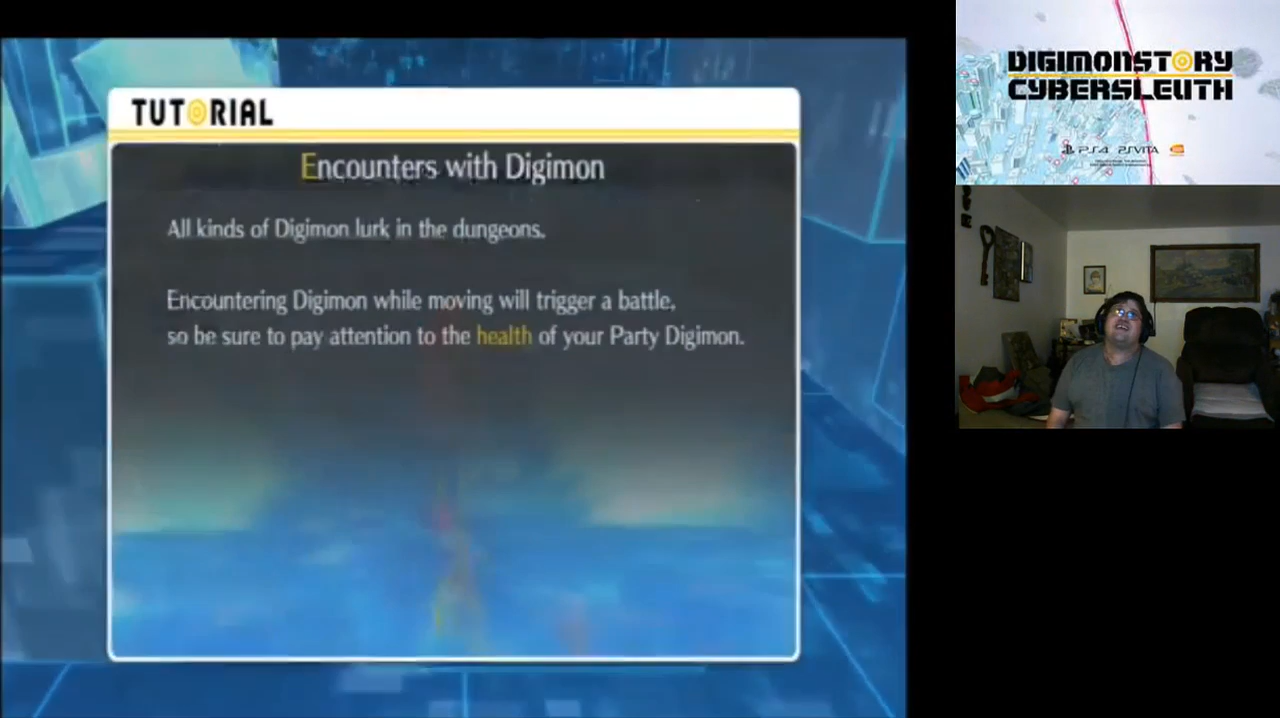 TUTORIAL
Encounters with Digimon
All kinds of Digimon lurk in the dungeons.
Encountering Digimon while moving will trigger a battle.
so be sure to pay attention to the health of your Party Digimon.
DIGIMONSTORY
CYBERSLEUTH
PS4 PSVITA